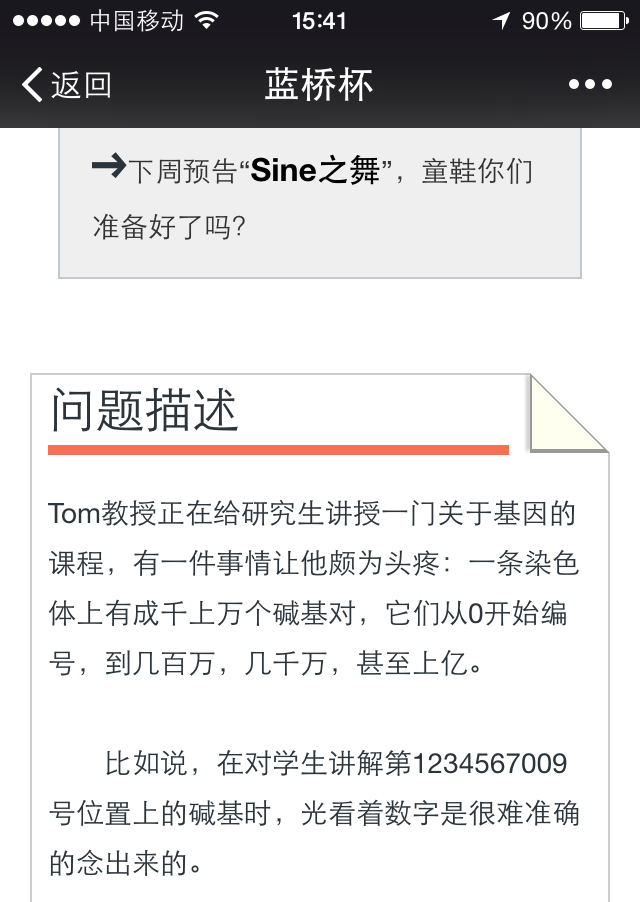 中国移动 15:41 90%
返回 蓝桥杯
➔下周预告“Sine之舞”，童鞋你们
准备好了吗？
问题描述
Tom教授正在给研究生讲授一门关于基因的
课程，有一件事情让他颇为头疼：一条染色
体上有成千上万个碱基对，它们从0开始编
号，到几百万，几千万，甚至上亿。
比如说，在对学生讲解第1234567009
号位置上的碱基时，光看着数字是很难准确
的念出来的。